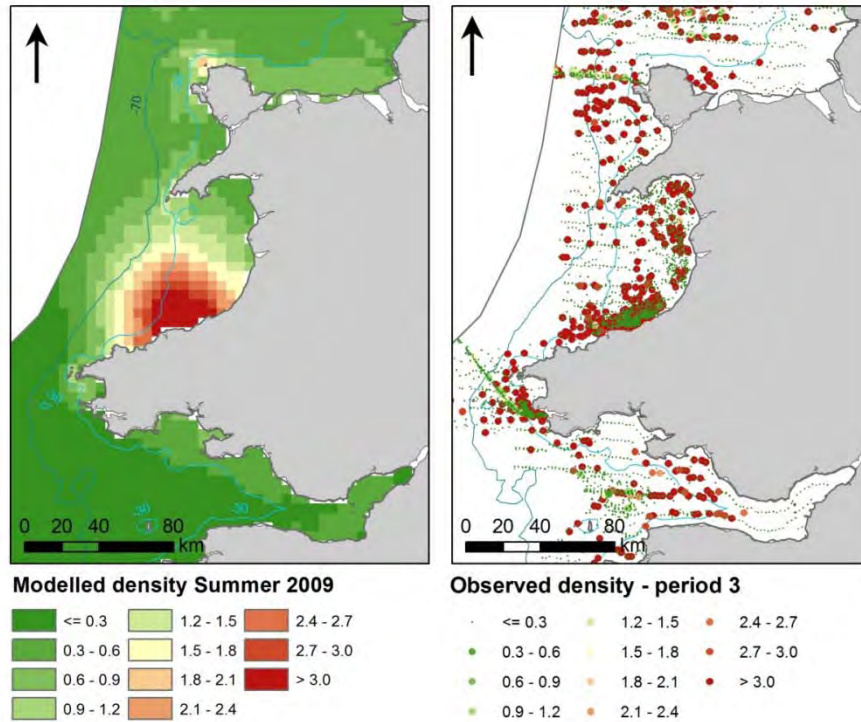 -70
0 20 40 80
km
0 20 40 80
km
Modelled density Summer 2009
<= 0.3
0.3 - 0.6
0.6 - 0.9
0.9 - 1.2
1.2 - 1.5
1.5 - 1.8
1.8 - 2.1
2.1 - 2.4
2.4 - 2.7
2.7 - 3.0
> 3.0
Observed density - period 3
<= 0.3
0.3 - 0.6
0.6 - 0.9
0.9 - 1.2
1.2 - 1.5
1.5 - 1.8
1.8 - 2.1
2.1 - 2.4
2.4 - 2.7
2.7 - 3.0
> 3.0